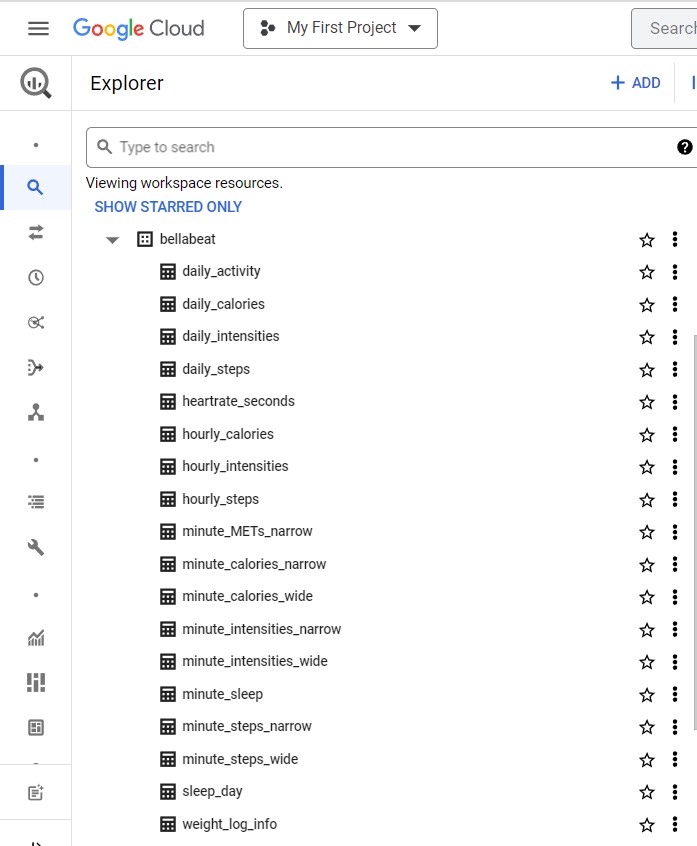 Google Cloud
My First Project
Search
Explorer
ADD
Type to search
Viewing workspace resources.
SHOW STARRED ONLY
bellabeat
daily_activity
daily_calories
daily_intensities
daily_steps
heartrate_seconds
hourly_calories
hourly_intensities
hourly_steps
minute_METs_narrow
minute_calories_narrow
minute_calories_wide
minute_intensities_narrow
minute_intensities_wide
minute_sleep
minute_steps_narrow
minute_steps_wide
sleep_day
weight_log_info